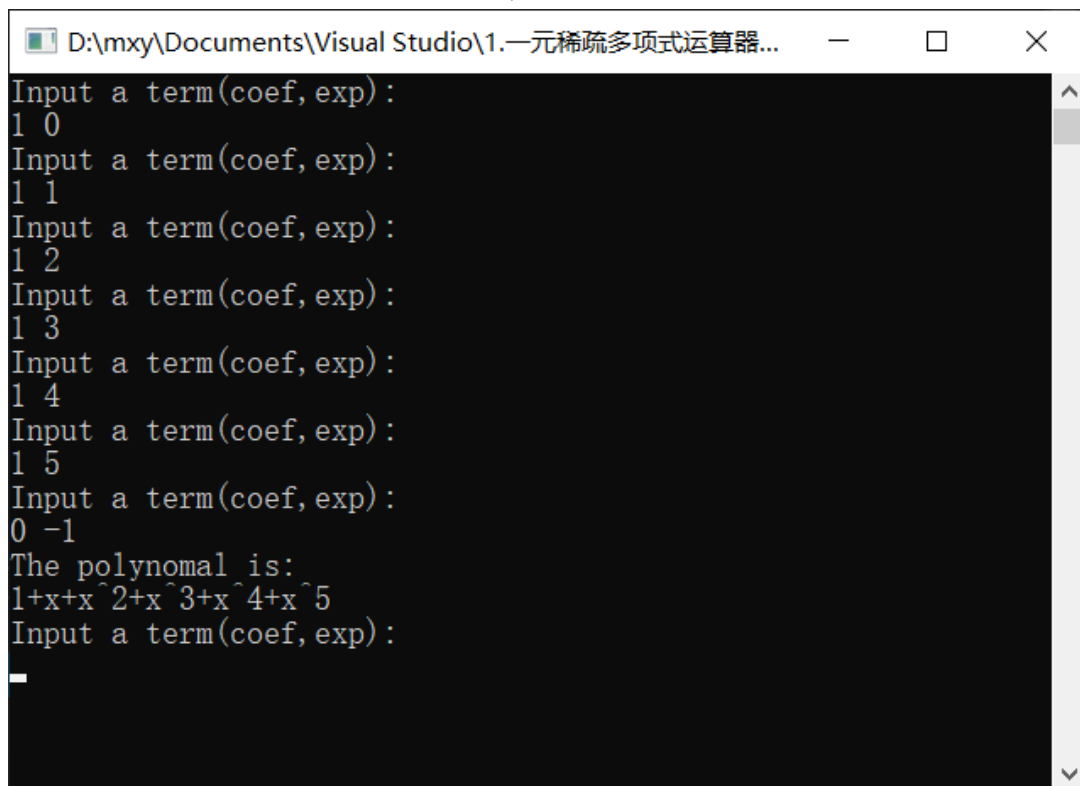 D:\mxy\Documents\Visual Studio\1.一元稀疏多项式运算器...
Input a term(coef,exp):
1 0
Input a term(coef,exp):
1 1
Input a term(coef,exp):
1 2
Input a term(coef,exp):
1 3
Input a term(coef,exp):
1 4
Input a term(coef,exp):
1 5
Input a term(coef,exp):
0 -1
The polynomal is:
1+x+x^2+x^3+x^4+x^5
Input a term(coef,exp):